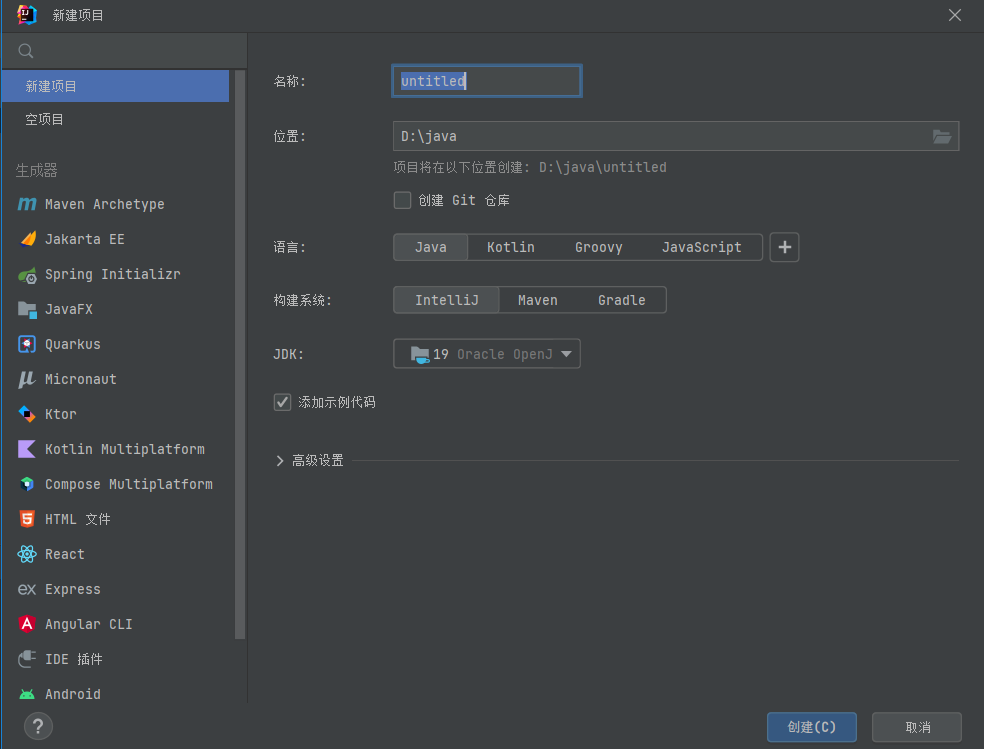 新建项目
新建项目
空项目
生成器
Maven Archetype
Jakarta EE
Spring Initializr
JavaFX
Quarkus
Micronaut
Ktor
Kotlin Multiplatform
Compose Multiplatform
HTML 文件
React
ex Express
Angular CLI
IDE 插件
Android
名称:
untitled
位置:
D:\java
项目将在以下位置创建: D:\java\untitled
创建 Git 仓库
语言:
Java Kotlin Groovy JavaScript +
构建系统:
IntelliJ Maven Gradle
JDK:
19 Oracle OpenJ
添加示例代码
高级设置
?
创建(C) 取消